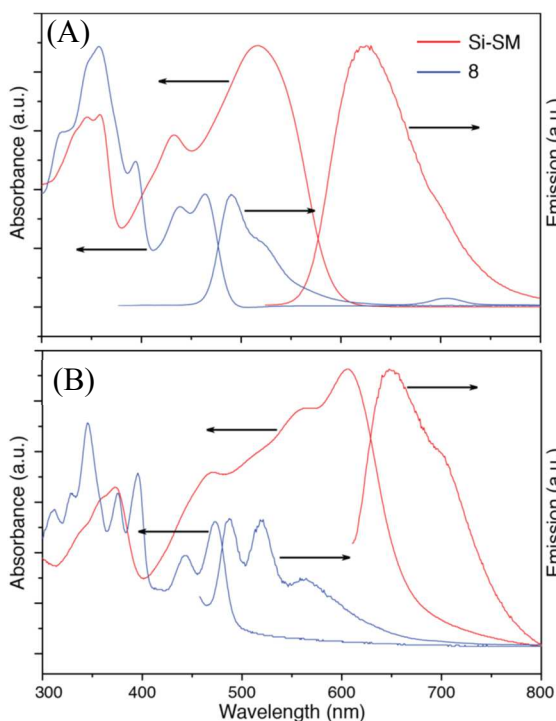 (A)
Si-SM
8
Absorbance (a.u.)
Emission (a.u.)
(B)
Absorbance (a.u.)
Emission (a.u.)
300 400 500 600 700 800
Wavelength (nm)